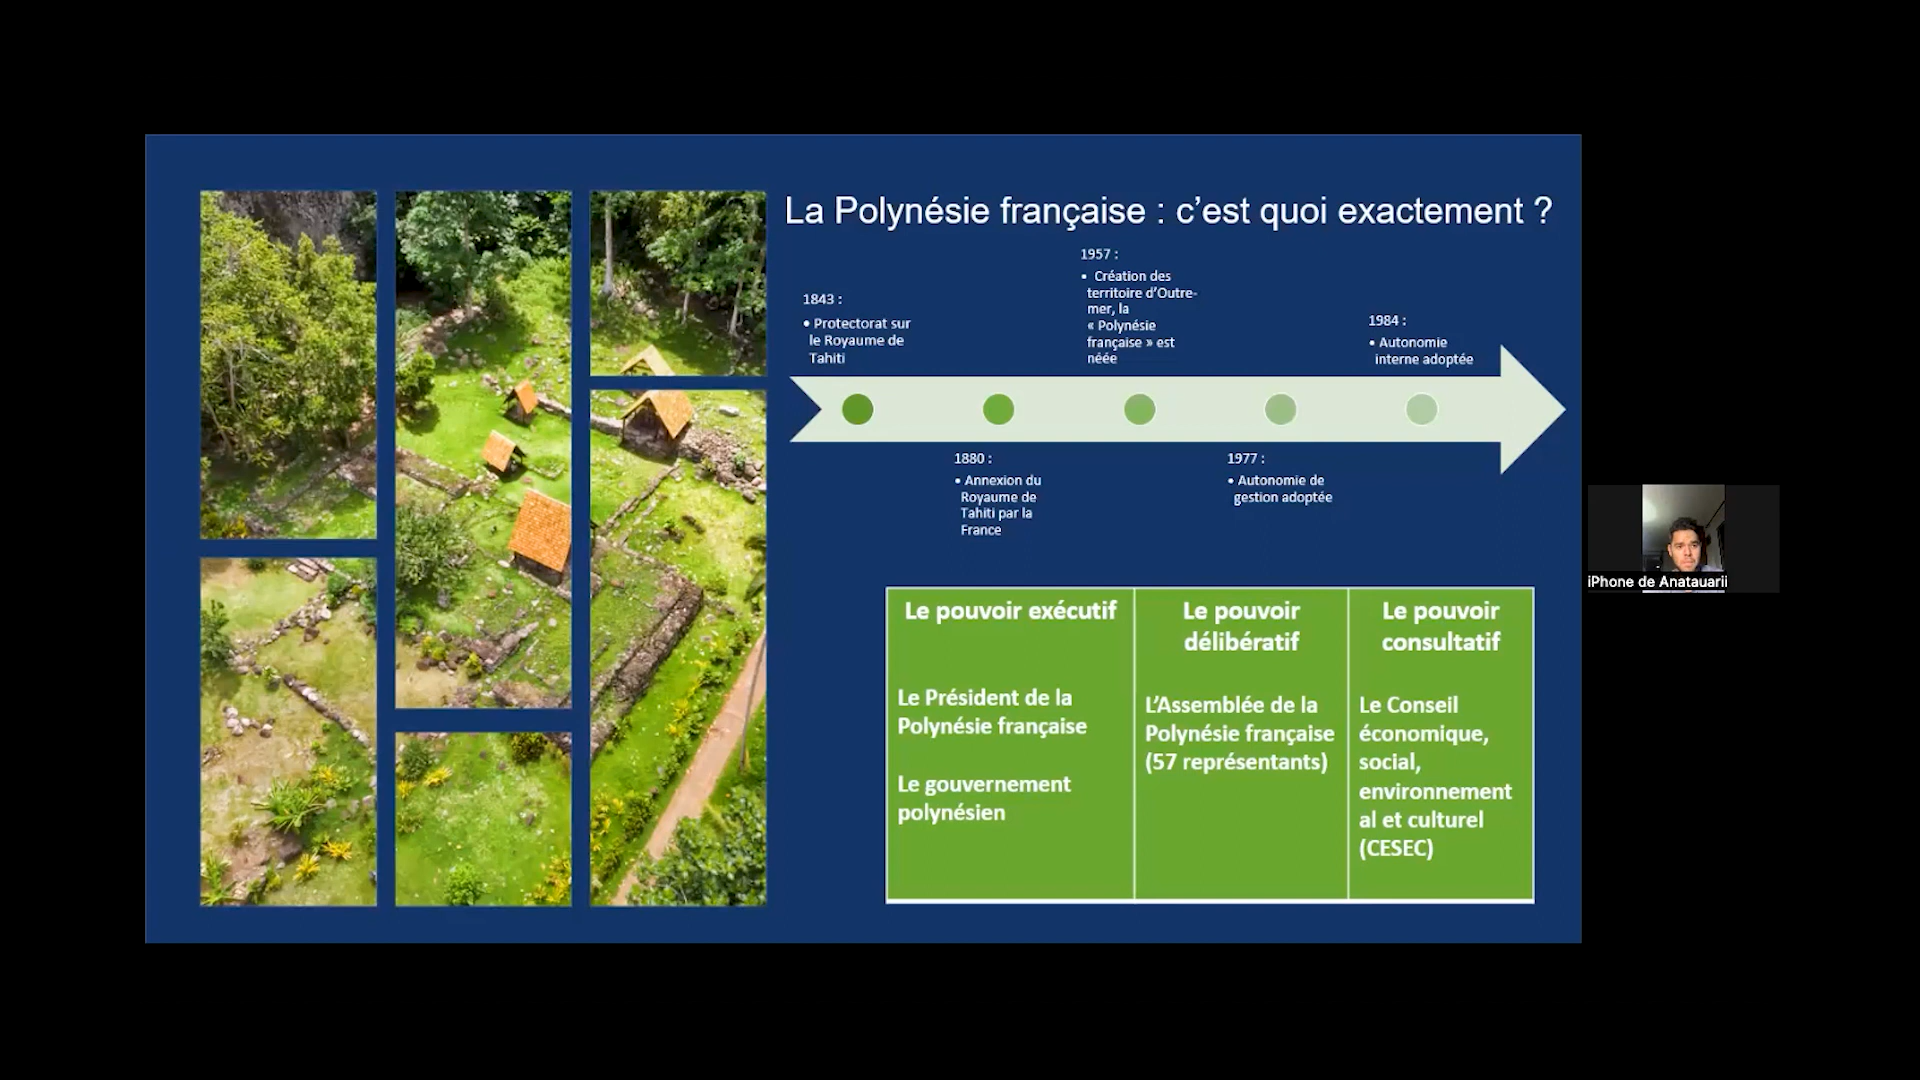 La Polynésie française : c’est quoi exactement ?
1843 :
• Protectorat sur
le Royaume de
Tahiti
1880 :
• Annexion du
Royaume de
Tahiti par la
France
1957 :
• Création des
territoire d’Outre-
mer, la
« Polynésie
française » est
néée
1977 :
• Autonomie de
gestion adoptée
1984 :
• Autonomie
interne adoptée
Le pouvoir exécutif
Le Président de la
Polynésie française
Le gouvernement
polynésien
Le pouvoir
délibératif
L’Assemblée de la
Polynésie française
(57 représentants)
Le pouvoir
consultatif
Le Conseil
économique,
social,
environnement
al et culturel
(CESEC)
iPhone de Anatauarii